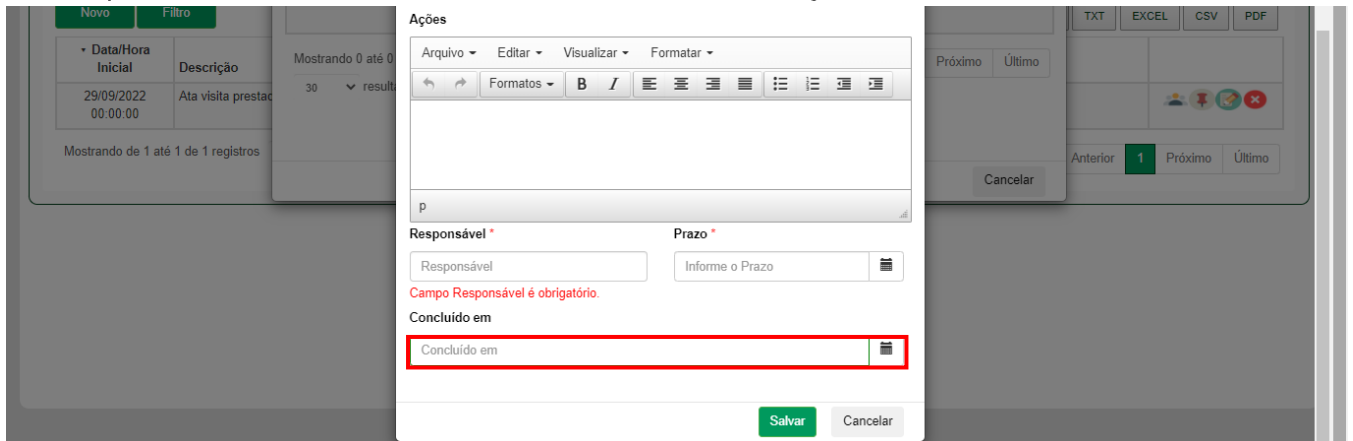 Novo Filtro
TXT EXCEL CSV PDF
Data/Hora Inicial Descrição
29/09/2022 00:00:00 Ata visita prestad
Mostrando de 1 até 1 de 1 registros
Anterior 1 Próximo Último
Mostrando 0 até 0
30 result
Próximo Último
Cancelar
Ações
Arquivo Editar Visualizar Formatar
Formatos B I
p
Responsável * Prazo *
Responsável Informe o Prazo
Campo Responsável é obrigatório.
Concluído em
Concluído em
Salvar Cancelar